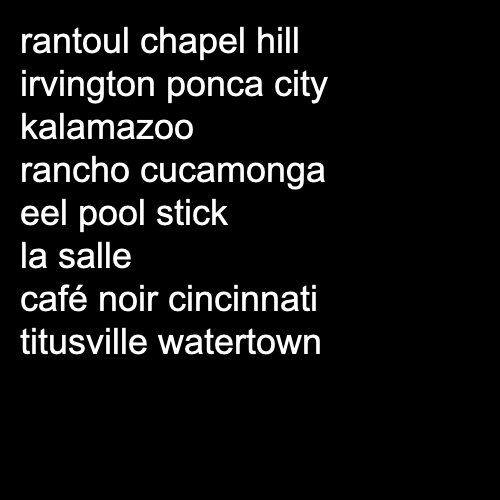 rantoul chapel hill
irvington ponca city
kalamazoo
rancho cucamonga
eel pool stick
la salle
café noir cincinnati
titusville watertown